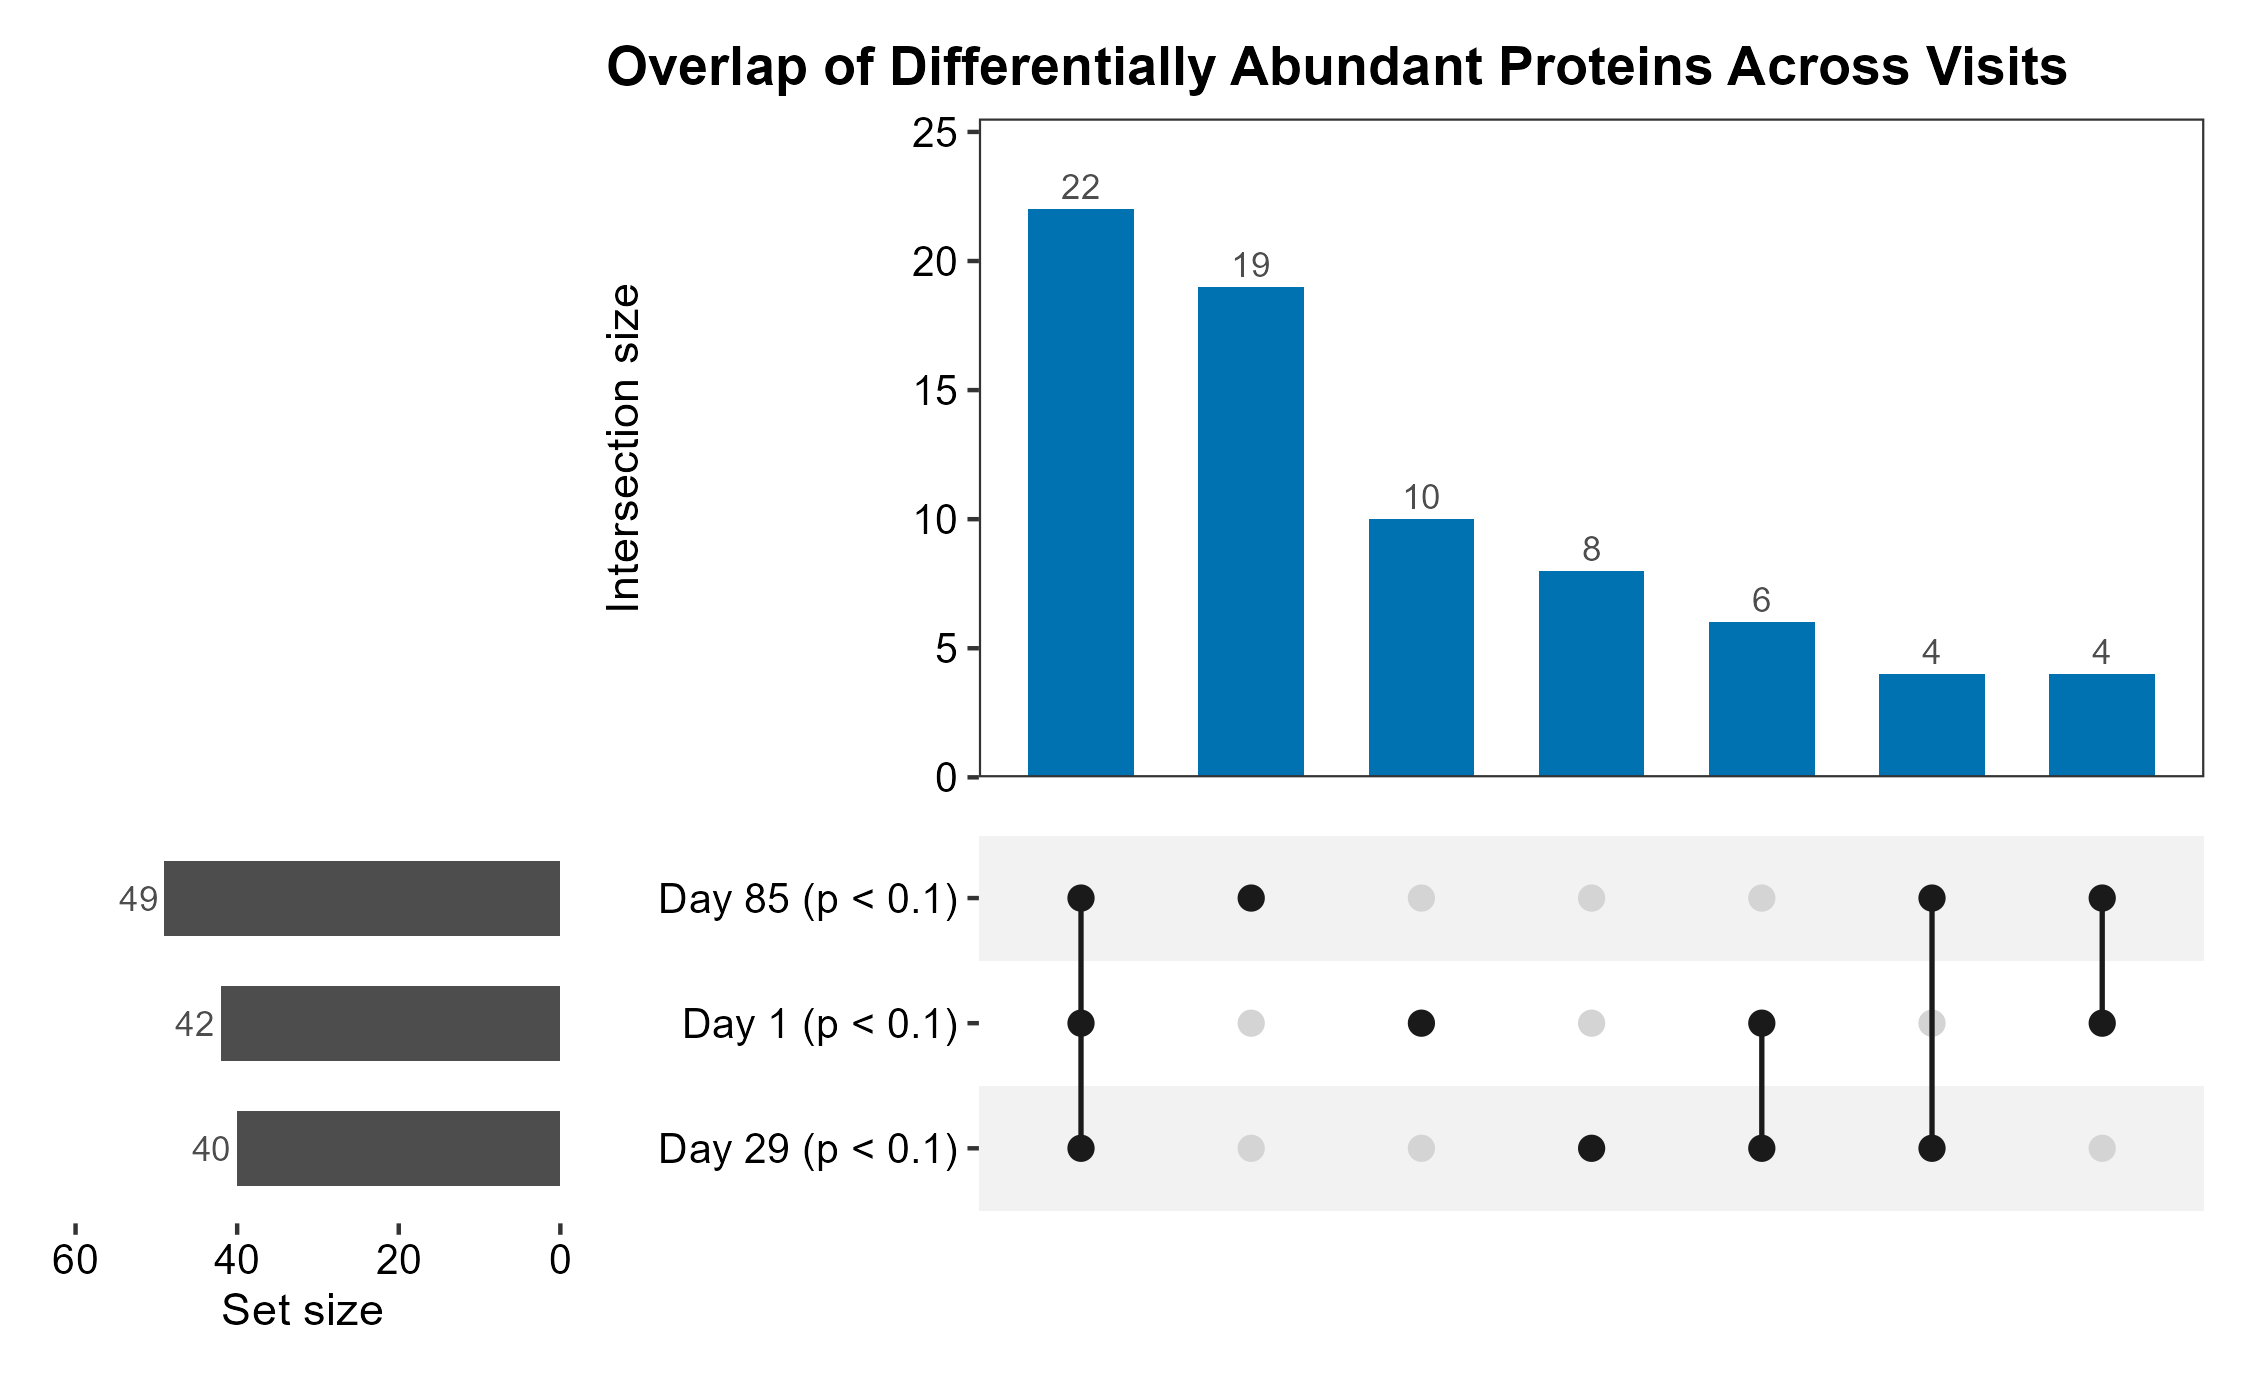 Overlap of Differentially Abundant Proteins Across Visits
Intersection size
25
20
15
10
5
0
22
19
10
8
6
4
4
49
42
40
Day 85 (p < 0.1)
Day 1 (p < 0.1)
Day 29 (p < 0.1)
60 40 20 0
Set size